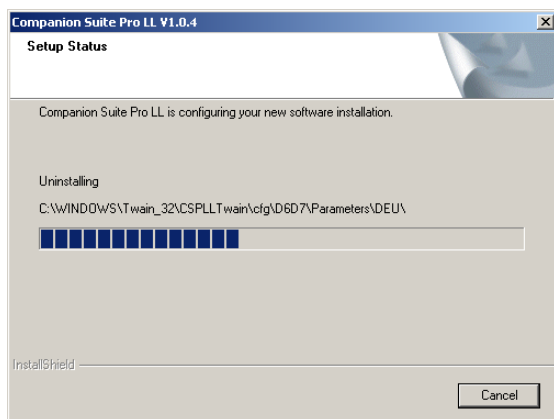 Companion Suite Pro LL V1.0.4
Setup Status
Companion Suite Pro LL is configuring your new software installation.
Uninstalling
C:\WINDOWS\Twain_32\CSPLLTwain\cfg\D6D7\Parameters\DEU\
InstallShield
Cancel